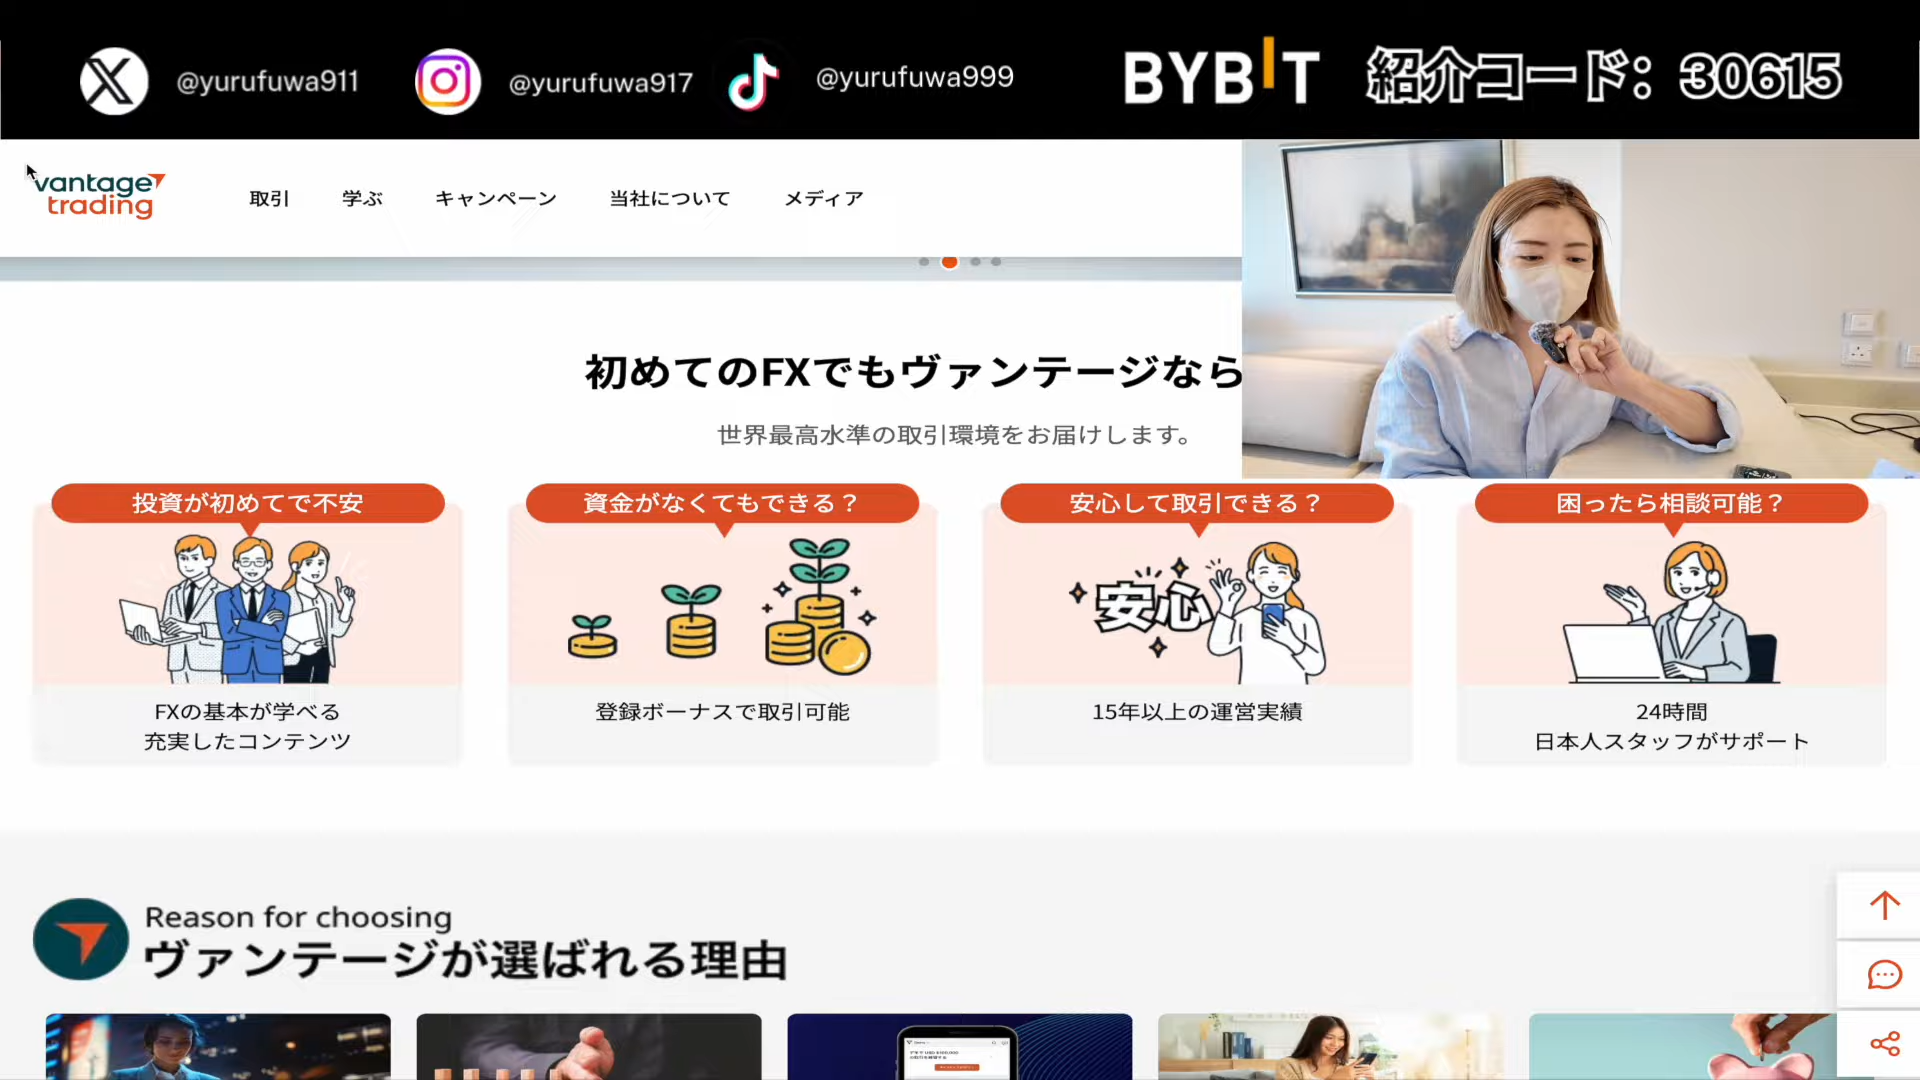 @yurufuwa911
@yurufuwa917
@yurufuwa999
BYBIT
紹介コード：30615
vantage
trading
取引
学ぶ
キャンペーン
当社について
メディア
初めてのFXでもヴァンテージなら
世界最高水準の取引環境をお届けします。
投資が初めてで不安
FXの基本が学べる
充実したコンテンツ
資金がなくてもできる？
登録ボーナスで取引可能
安心して取引できる？
安心
15年以上の運営実績
困ったら相談可能？
24時間
日本人スタッフがサポート
Reason for choosing
ヴァンテージが選ばれる理由